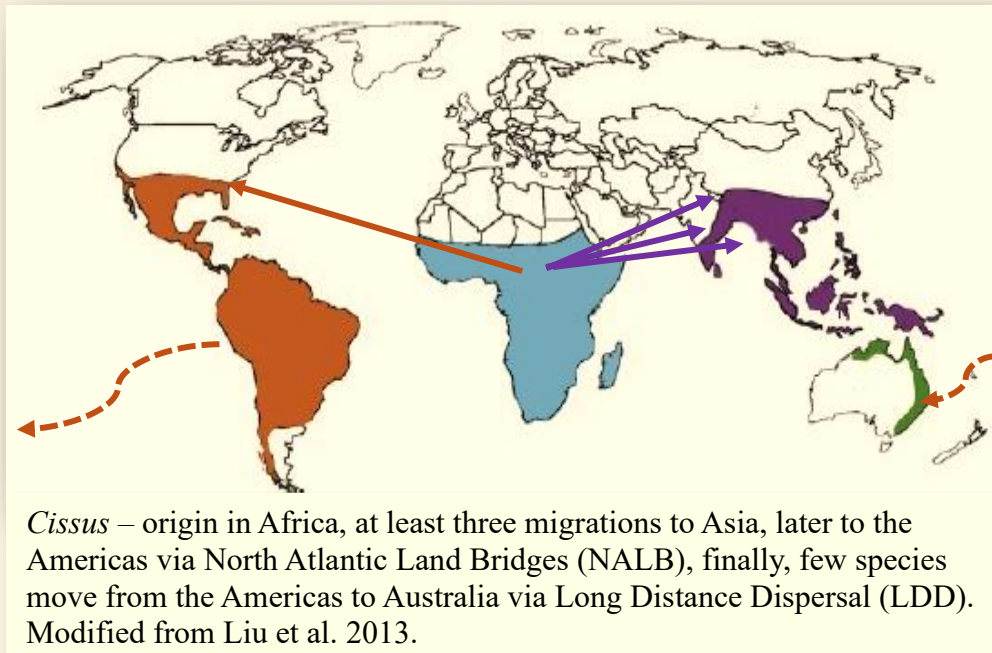 Cissus – origin in Africa, at least three migrations to Asia, later to the
Americas via North Atlantic Land Bridges (NALB), finally, few species
move from the Americas to Australia via Long Distance Dispersal (LDD).
Modified from Liu et al. 2013.